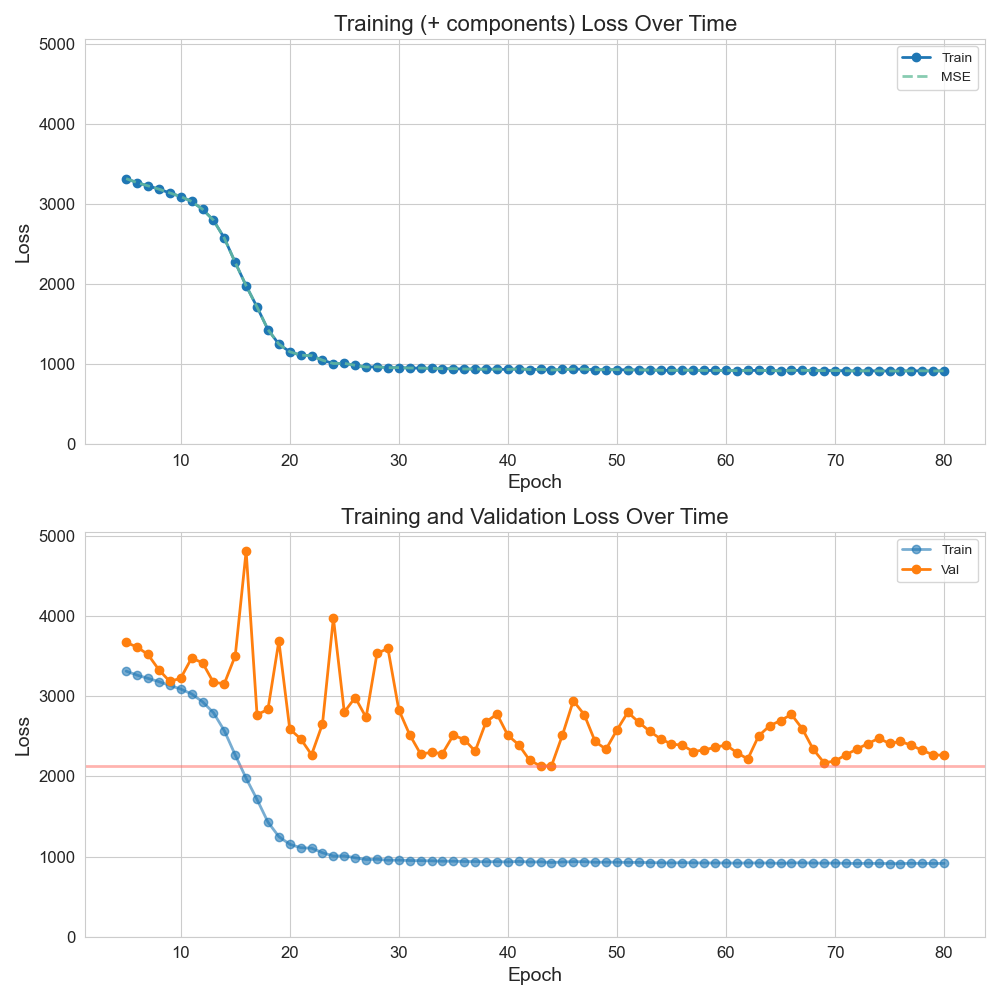 Training (+ components) Loss Over Time
5000
4000
3000
2000
1000
0
Loss
Train
MSE
10 20 30 40 50 60 70 80
Epoch
Training and Validation Loss Over Time
5000
4000
3000
2000
1000
0
Loss
Train
Val
10 20 30 40 50 60 70 80
Epoch